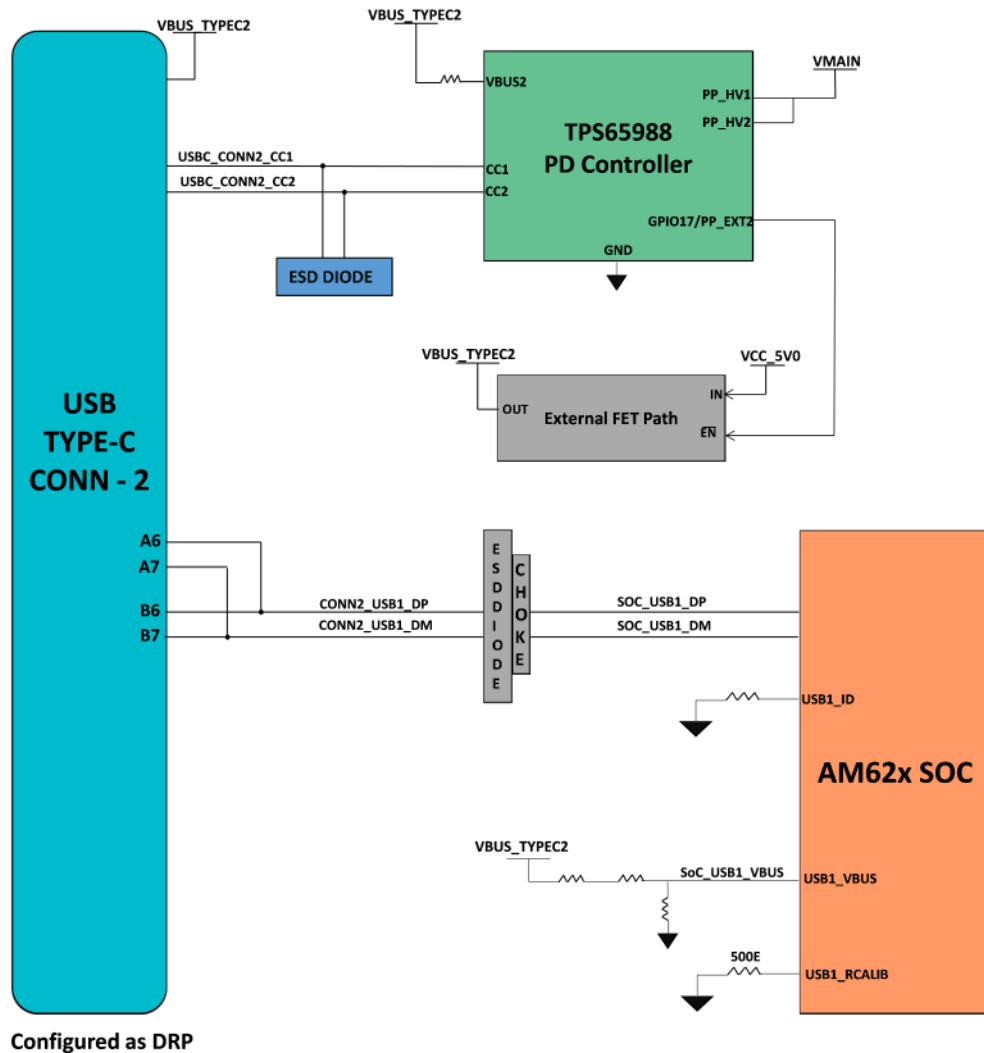 VBUS_TYPEC2
VBUS_TYPEC2
VMAIN
VBUS2
PP_HV1
PP_HV2
TPS65988
PD Controller
USBC_CONN2_CC1
USBC_CONN2_CC2
CC1
CC2
GPIO17/PP_EXT2
GND
ESD DIODE
VBUS_TYPEC2
VCC_5V0
OUT
External FET Path
IN
EN
USB
TYPE-C
CONN - 2
A6
A7
B6
B7
CONN2_USB1_DP
CONN2_USB1_DM
ESDDIODE
CHOKE
SOC_USB1_DP
SOC_USB1_DM
USB1_ID
AM62x SOC
VBUS_TYPEC2
SoC_USB1_VBUS
USB1_VBUS
500E
USB1_RCALIB
Configured as DRP